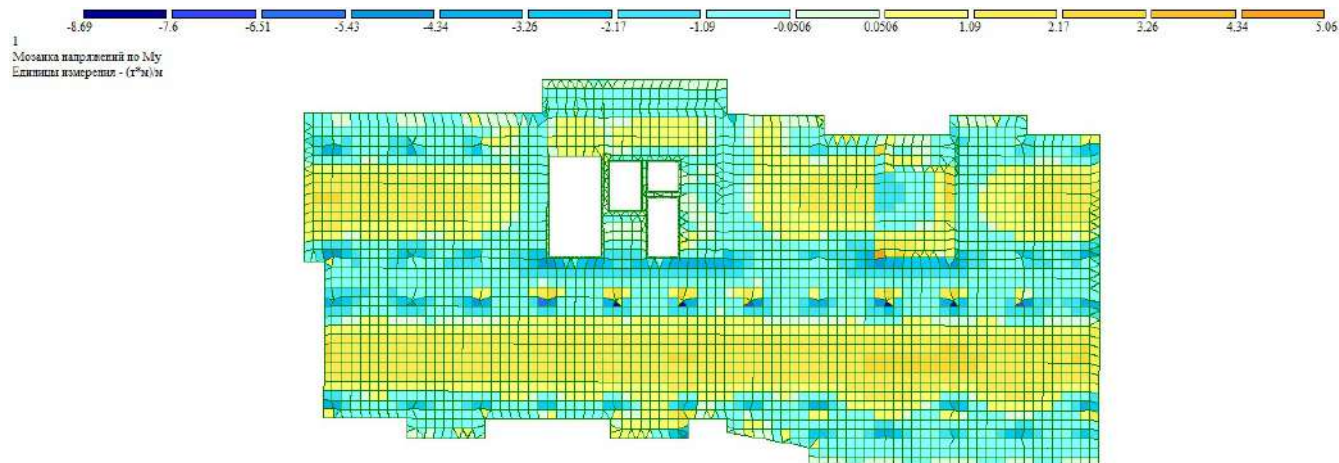 -8.69 -7.6 -6.51 -5.43 -4.34 -3.26 -2.17 -1.09 -0.0506 0.0506 1.09 2.17 3.26 4.34 5.06
1
Мозаика напряжений по My
Единицы измерения - (т*м)/м